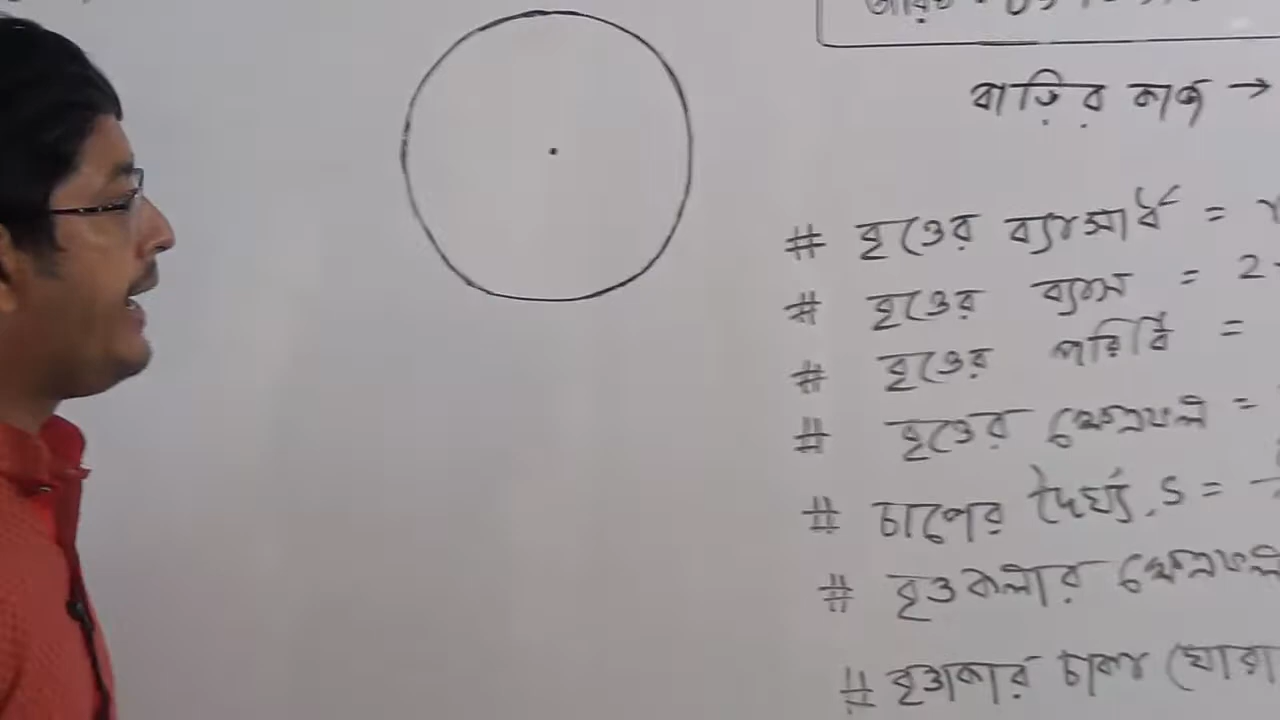 বাড়ির কাজ →
# বৃত্তের ব্যাসার্ধ = r
# বৃত্তের ব্যাস = 2
# বৃত্তের পরিধি =
# বৃত্তের ক্ষেত্রফল =
# চাপের দৈর্ঘ্য, S =
# বৃত্তকলার ক্ষেত্রফল
# বৃত্তাকার চাকা ঘোরা